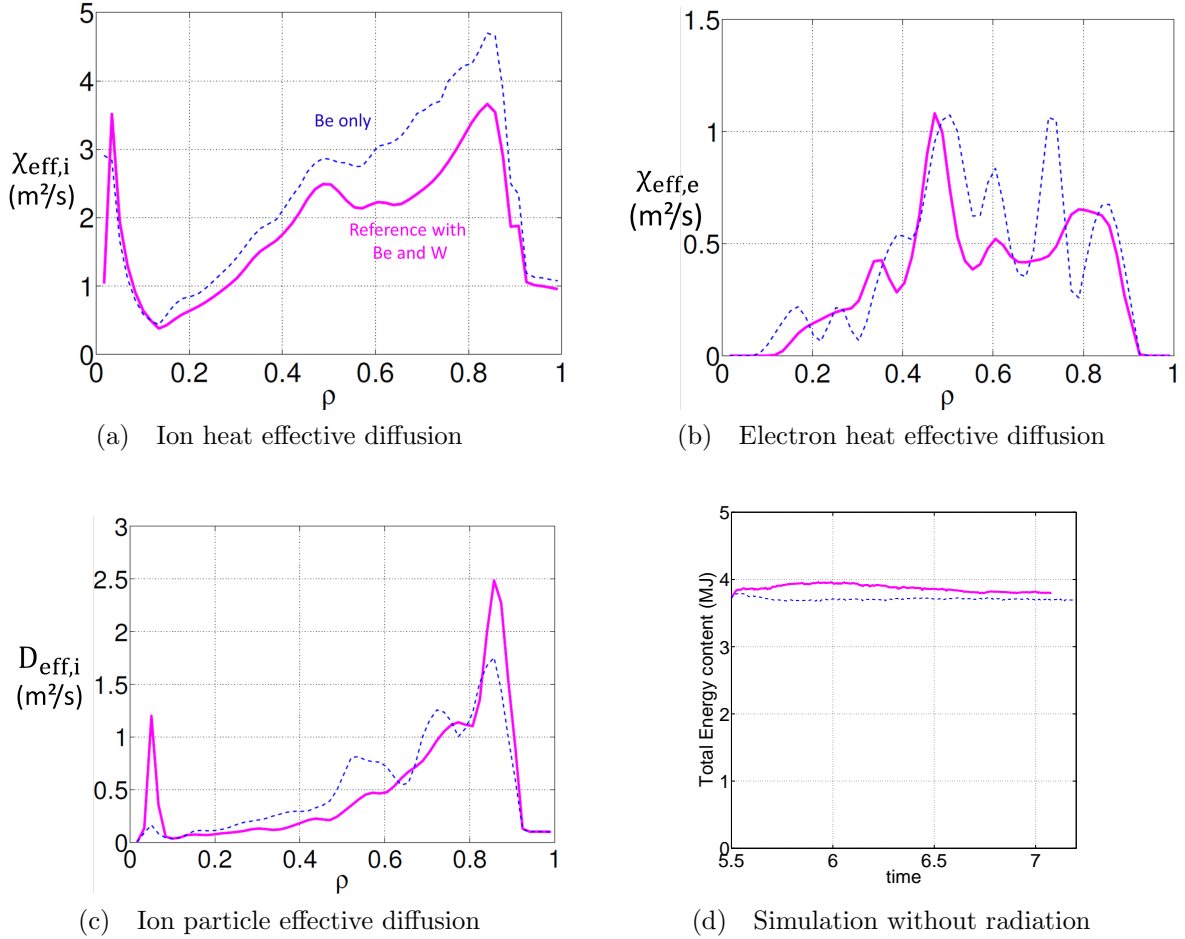 5
4
3
2
1
0
χeff,i
(m²/s)
Be only
Reference with
Be and W
0 0.2 0.4 0.6 0.8 1
ρ
(a) Ion heat effective diffusion
1.5
1
0.5
0
χeff,e
(m²/s)
0 0.2 0.4 0.6 0.8 1
ρ
(b) Electron heat effective diffusion
3
2.5
2
1.5
1
0.5
0
Deff,i
(m²/s)
0 0.2 0.4 0.6 0.8 1
ρ
(c) Ion particle effective diffusion
5
4
3
2
1
0
Total Energy content (MJ)
5.5 6 6.5 7
time
(d) Simulation without radiation